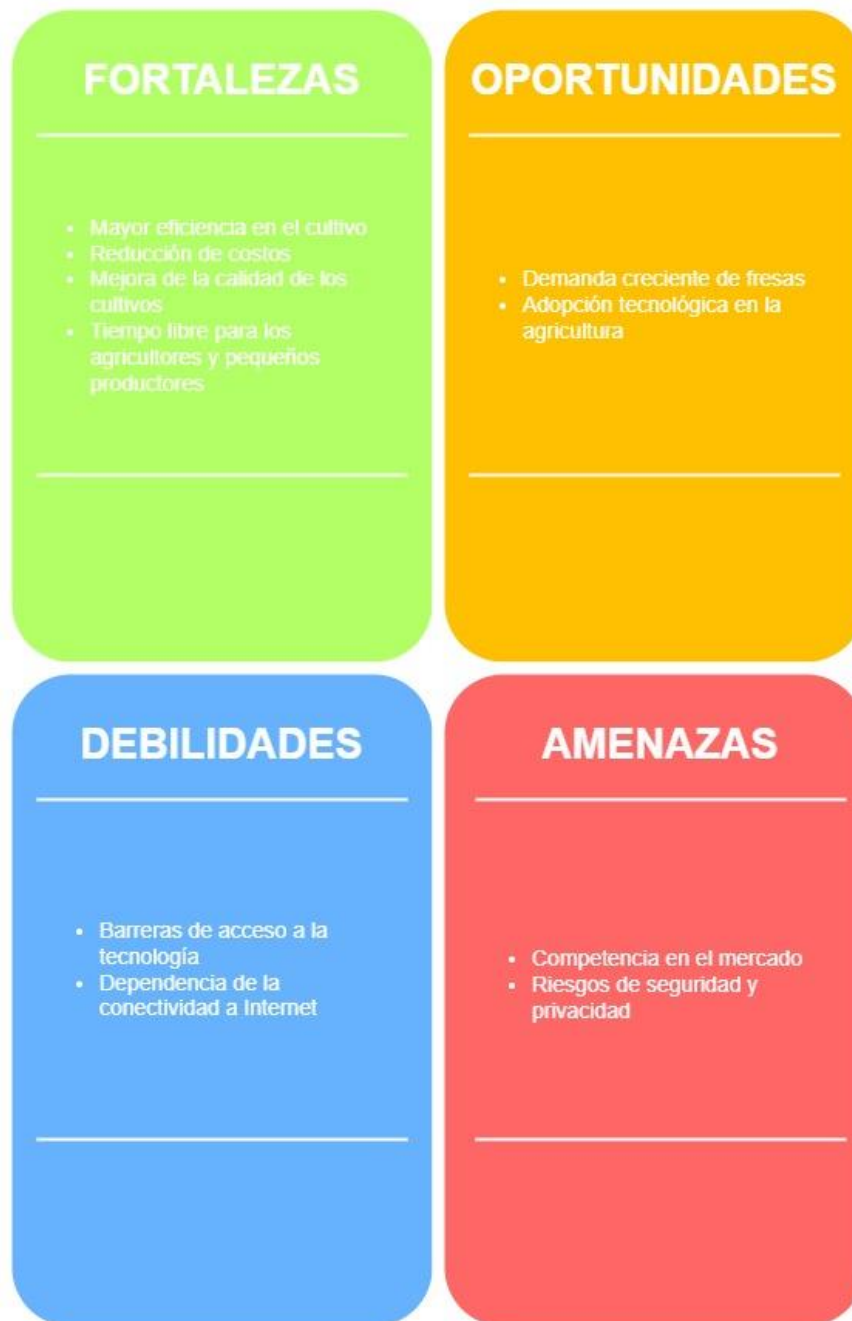 FORTALEZAS
• Mayor eficiencia en el cultivo
• Reducción de costos
• Mejora de la calidad de los
cultivos
• Tiempo libre para los
agricultores y pequeños
productores
OPORTUNIDADES
• Demanda creciente de fresas
• Adopción tecnológica en la
agricultura
DEBILIDADES
• Barreras de acceso a la
tecnología
• Dependencia de la
conectividad a Internet
AMENAZAS
• Competencia en el mercado
• Riesgos de seguridad y
privacidad